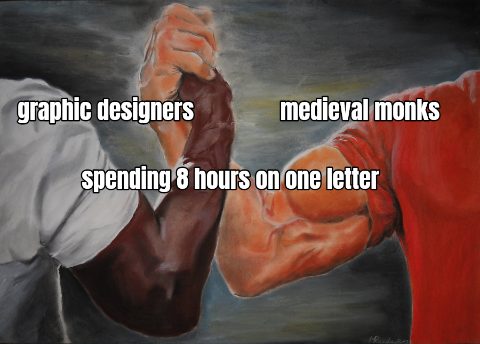 graphic designers
medieval monks
spending 8 hours on one letter